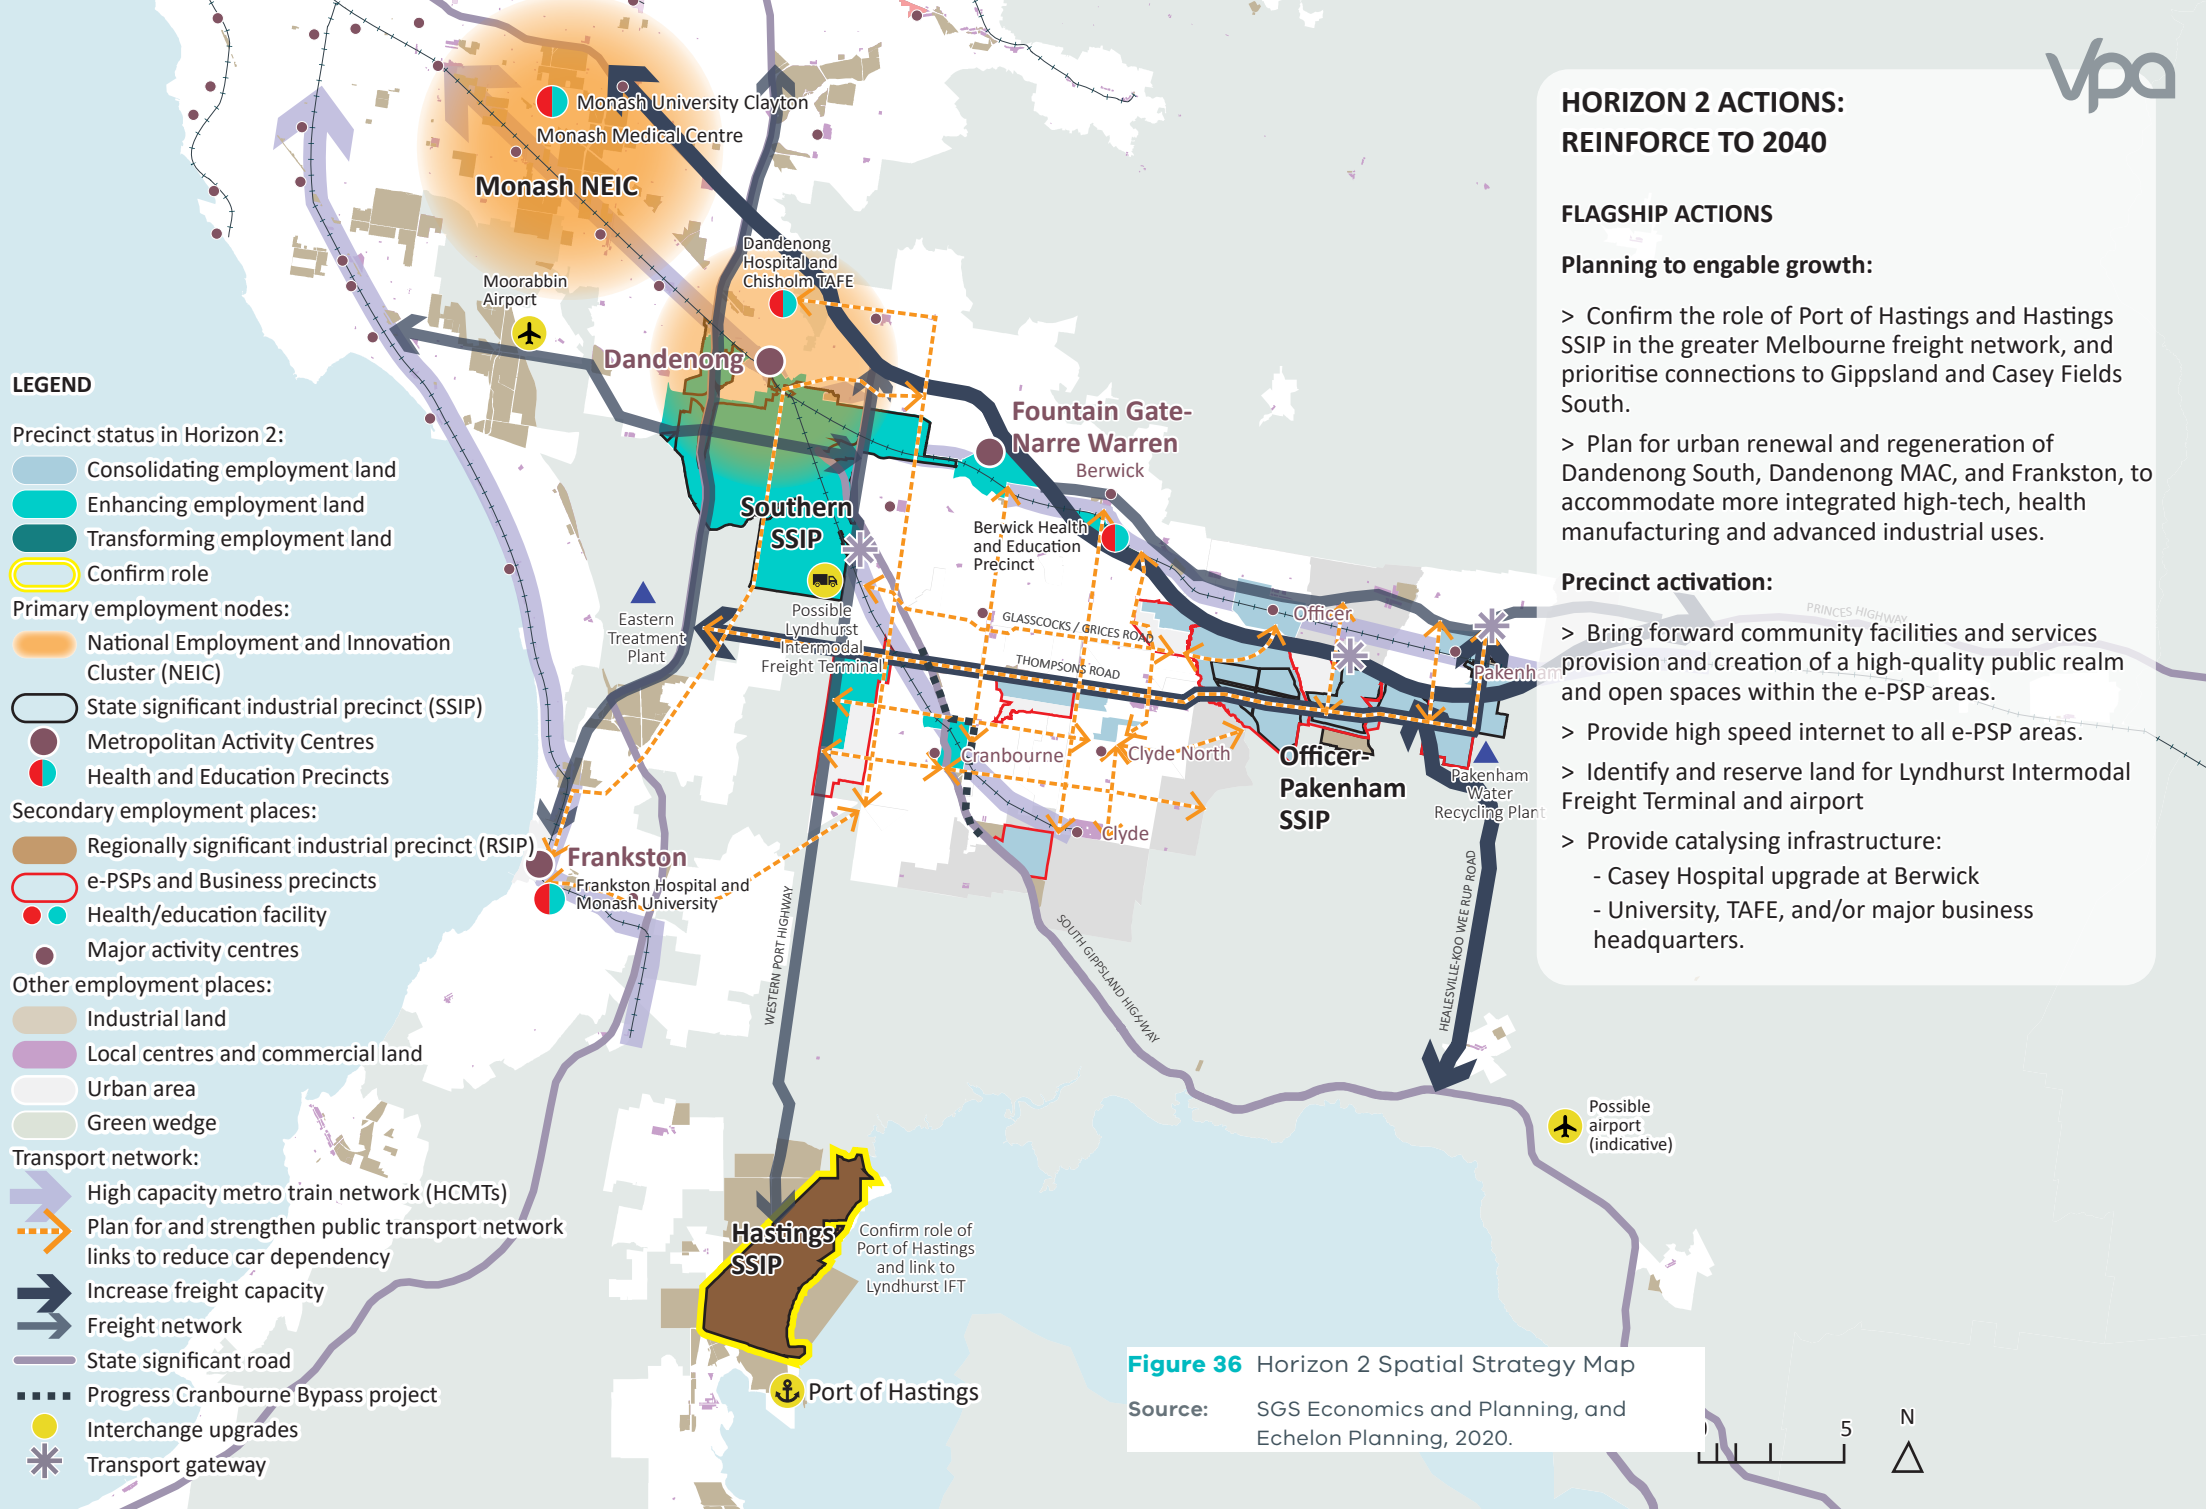 vpa
HORIZON 2 ACTIONS:
REINFORCE TO 2040
FLAGSHIP ACTIONS
Planning to engable growth:
> Confirm the role of Port of Hastings and Hastings
SSIP in the greater Melbourne freight network, and
prioritise connections to Gippsland and Casey Fields
South.
> Plan for urban renewal and regeneration of
Dandenong South, Dandenong MAC, and Frankston, to
accommodate more integrated high-tech, health
manufacturing and advanced industrial uses.
Precinct activation:
> Bring forward community facilities and services
provision and creation of a high-quality public realm
and open spaces within the e-PSP areas.
> Provide high speed internet to all e-PSP areas.
> Identify and reserve land for Lyndhurst Intermodal
Freight Terminal and airport
> Provide catalysing infrastructure:
- Casey Hospital upgrade at Berwick
- University, TAFE, and/or major business
headquarters.
Monash University Clayton
Monash Medical Centre
Monash NEIC
Dandenong
Hospital and
Chisholm TAFE
Moorabbin
Airport
Dandenong
Fountain Gate-
Narre Warren
Berwick
Southern
SSIP
Berwick Health
and Education
Precinct
Eastern
Treatment
Plant
Possible
Lyndhurst
Intermodal
Freight Terminal
GLASSCOCKS / GRICES ROAD
THOMPSONS ROAD
Officer
PRINCES HIGHWAY
Pakenham
Cranbourne
Clyde North
Officer-
Pakenham
SSIP
Pakenham
Water
Recycling Plant
Clyde
Frankston
Frankston Hospital and
Monash University
WESTERN PORT HIGHWAY
SOUTH GIPPSLAND HIGHWAY
HEALESVILLE-KOO WEE RUP ROAD
Possible
airport
(indicative)
Hastings
SSIP
Confirm role of
Port of Hastings
and link to
Lyndhurst IFT
Port of Hastings
LEGEND
Precinct status in Horizon 2:
Consolidating employment land
Enhancing employment land
Transforming employment land
Confirm role
Primary employment nodes:
National Employment and Innovation
Cluster (NEIC)
State significant industrial precinct (SSIP)
Metropolitan Activity Centres
Health and Education Precincts
Secondary employment places:
Regionally significant industrial precinct (RSIP)
e-PSPs and Business precincts
Health/education facility
Major activity centres
Other employment places:
Industrial land
Local centres and commercial land
Urban area
Green wedge
Transport network:
High capacity metro train network (HCMTs)
Plan for and strengthen public transport network
links to reduce car dependency
Increase freight capacity
Freight network
State significant road
Progress Cranbourne Bypass project
Interchange upgrades
Transport gateway
Figure 36 Horizon 2 Spatial Strategy Map
Source: SGS Economics and Planning, and
Echelon Planning, 2020.
5
N